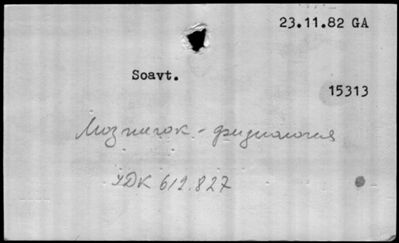 23.11.82 GA
Soavt.
15313
Мозжечок - физиология
УДК 612.827